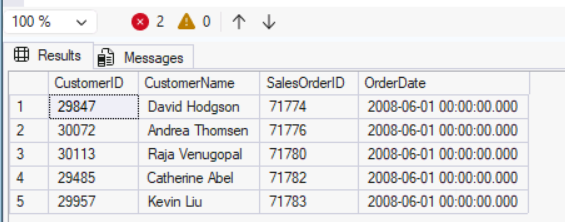 100 % 2 0
Results Messages
CustomerID CustomerName SalesOrderID OrderDate
1 29847 David Hodgson 71774 2008-06-01 00:00:00.000
2 30072 Andrea Thomsen 71776 2008-06-01 00:00:00.000
3 30113 Raja Venugopal 71780 2008-06-01 00:00:00.000
4 29485 Catherine Abel 71782 2008-06-01 00:00:00.000
5 29957 Kevin Liu 71783 2008-06-01 00:00:00.000